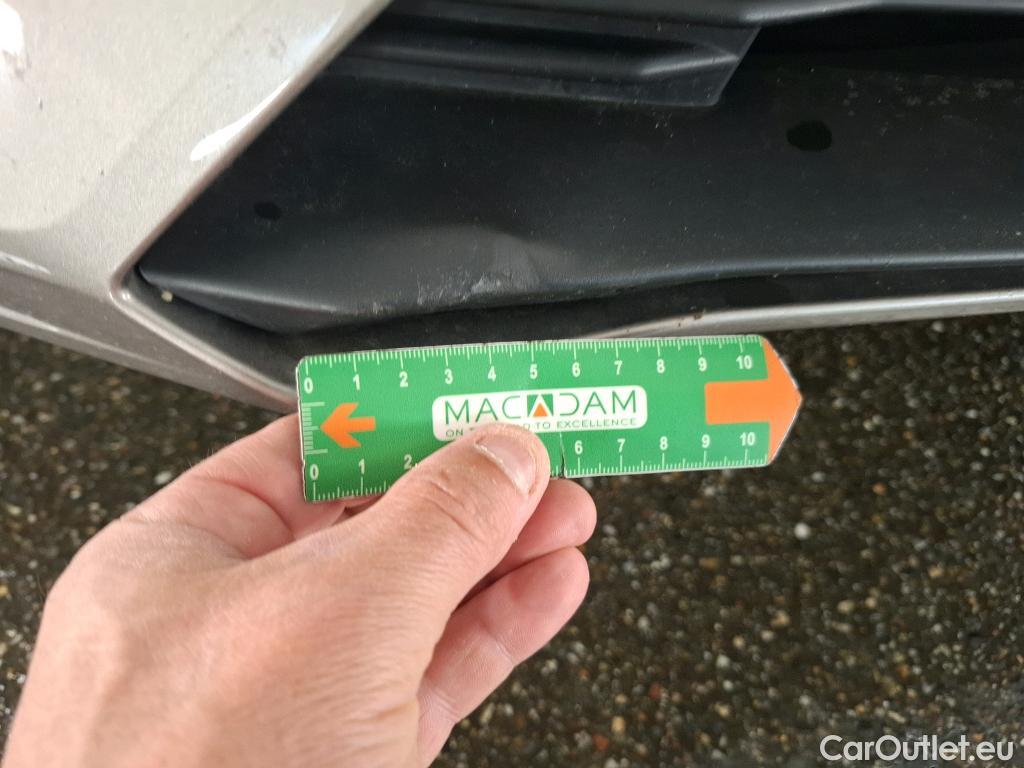 0 1 2 3 4 5 6 7 8 9 10
MACADAM
TO EXCELLENCE
0 1 2 6 7 8 9 10
CarOutlet.eu